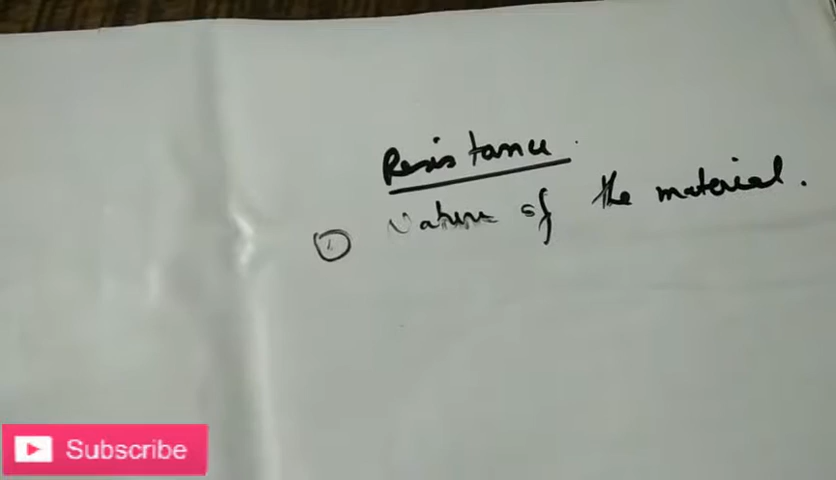 Resistance.
① Nature of the material.
Subscribe